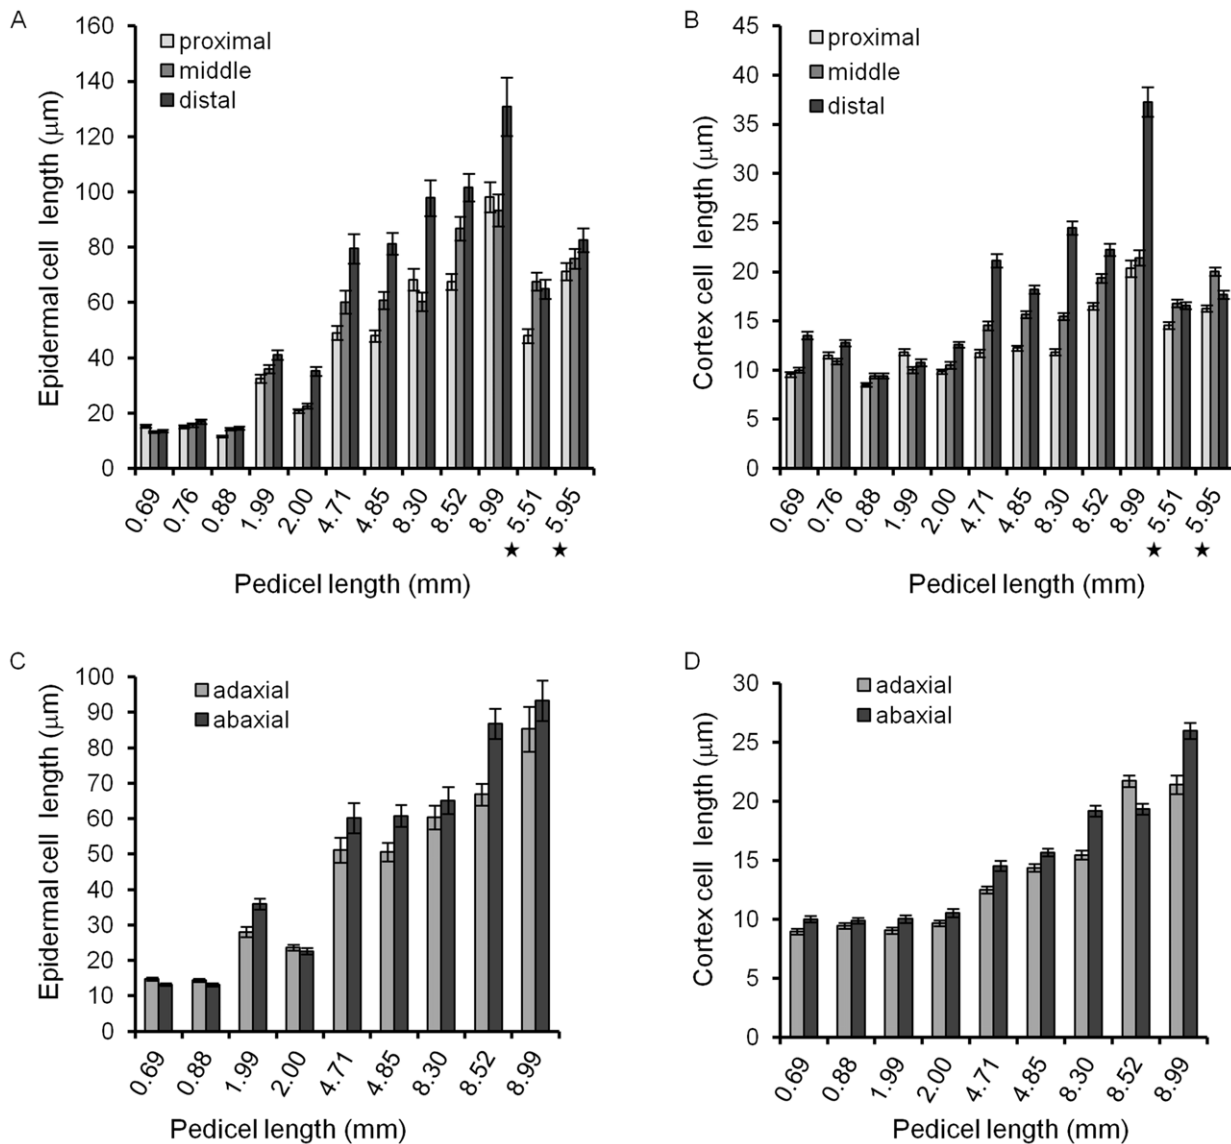 A
Epidermal cell length (μm)
160
140
120
100
80
60
40
20
0
proximal
middle
distal
0.69 0.76 0.88 1.99 2.00 4.71 4.85 8.30 8.52 8.99 ★ 5.51 ★ 5.95
Pedicel length (mm)
B
Cortex cell length (μm)
45
40
35
30
25
20
15
10
5
0
proximal
middle
distal
0.69 0.76 0.88 1.99 2.00 4.71 4.85 8.30 8.52 8.99 ★ 5.51 ★ 5.95
Pedicel length (mm)
C
Epidermal cell length (μm)
100
90
80
70
60
50
40
30
20
10
0
adaxial
abaxial
0.69 0.88 1.99 2.00 4.71 4.85 8.30 8.52 8.99
Pedicel length (mm)
D
Cortex cell length (μm)
30
25
20
15
10
5
0
adaxial
abaxial
0.69 0.88 1.99 2.00 4.71 4.85 8.30 8.52 8.99
Pedicel length (mm)